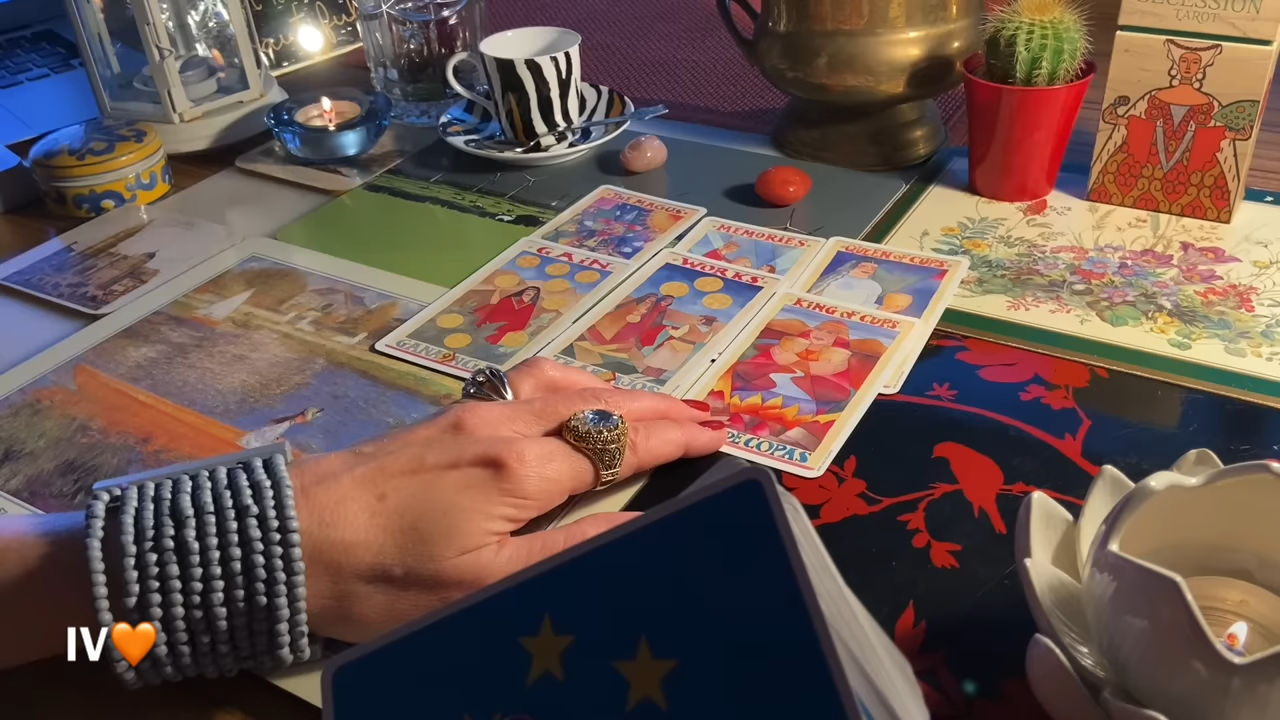 SECESSION
TAROT
THE MAGUS
MEMORIES
QUEEN OF CUPS
GAIN
WORKS
KING OF CUPS
DE COPAS
IV🧡